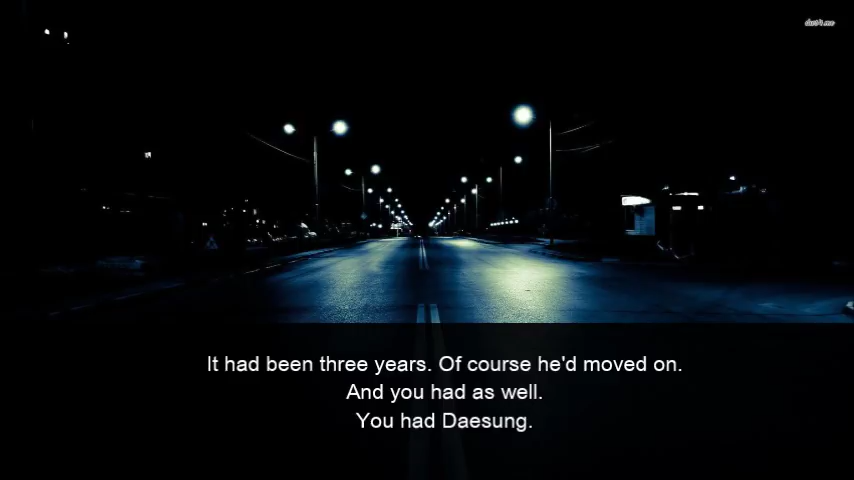 It had been three years. Of course he'd moved on.
And you had as well.
You had Daesung.